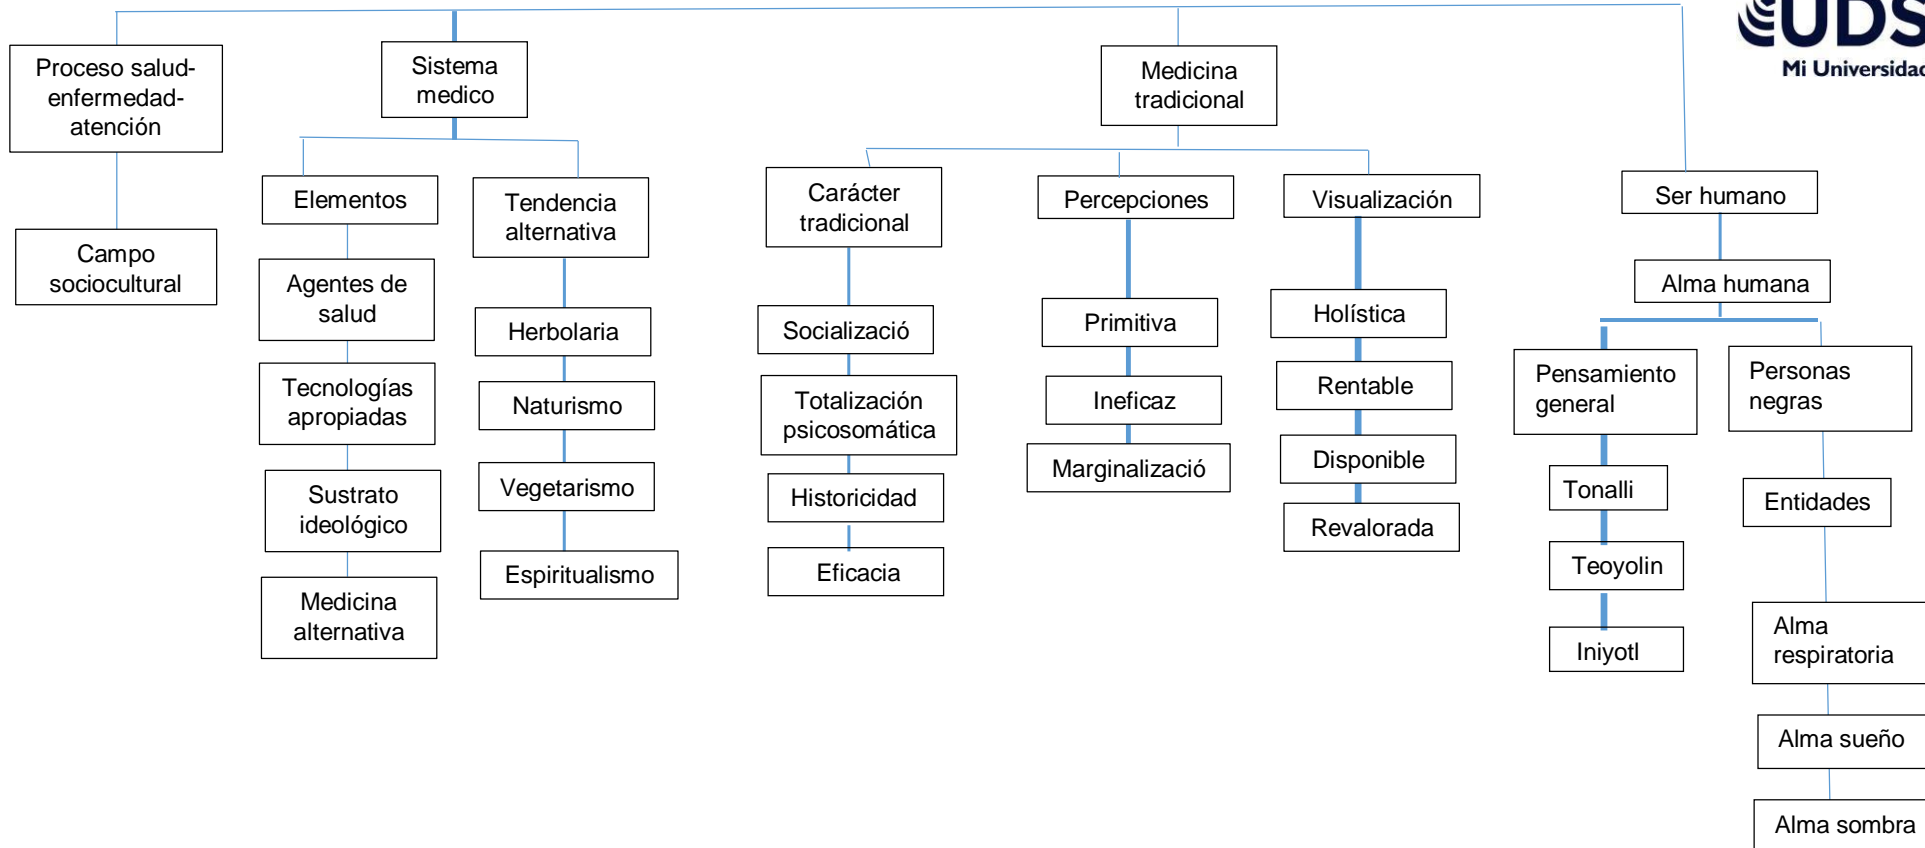 UDS
Mi Universidad
Proceso salud-
enfermedad-
atención
Campo
sociocultural
Sistema
medico
Elementos
Agentes de
salud
Tecnologías
apropiadas
Sustrato
ideológico
Medicina
alternativa
Tendencia
alternativa
Herbolaria
Naturismo
Vegetarismo
Espiritualismo
Medicina
tradicional
Carácter
tradicional
Socializació
Totalización
psicosomática
Historicidad
Eficacia
Percepciones
Primitiva
Ineficaz
Marginalizació
Visualización
Holística
Rentable
Disponible
Revalorada
Ser humano
Alma humana
Pensamiento
general
Tonalli
Teoyolin
Iniyotl
Personas
negras
Entidades
Alma
respiratoria
Alma sueño
Alma sombra